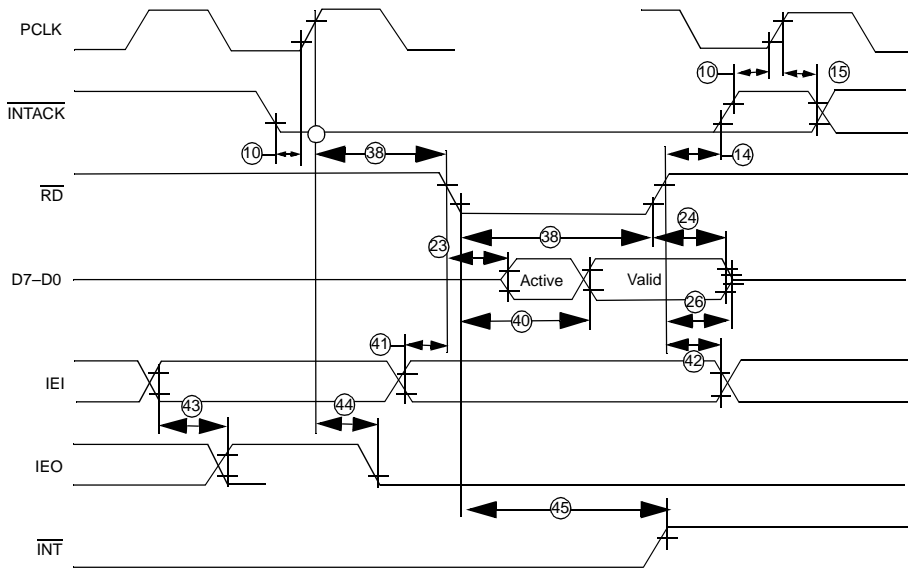 PCLK
10
15
INTACK
10
38
14
RD
24
23
38
D7–D0
Active
Valid
26
40
41
42
IEI
43
44
IEO
45
INT